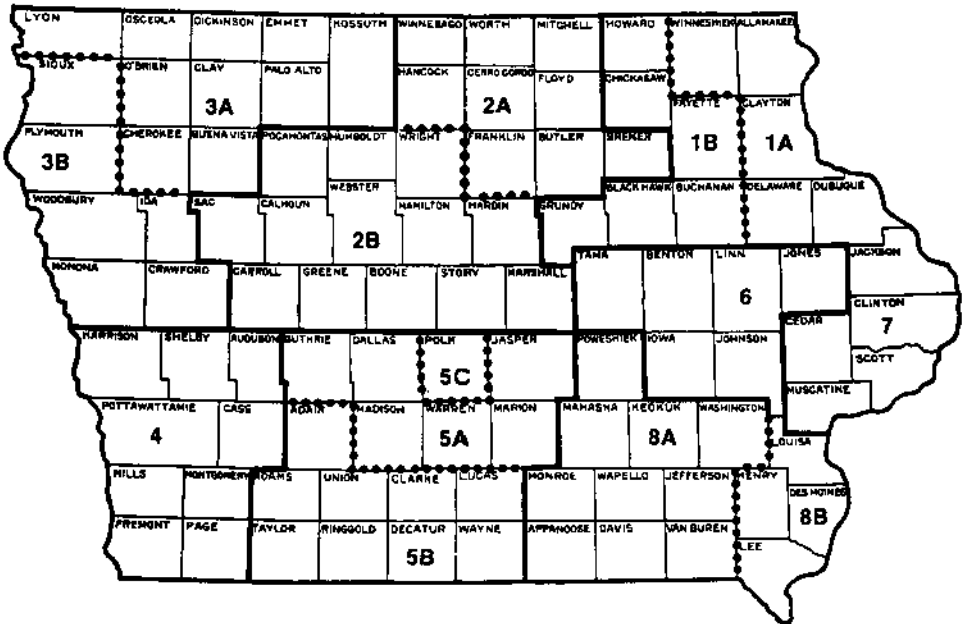 LYON OSCEOLA DICKINSON EMMET KOSSUTH WINNEBAGO WORTH MITCHELL HOWARD WINNESHIEK ALLAMAKEE
SIOUX O'BRIEN CLAY PALO ALTO HANCOCK CERRO GORDO FLOYD CHICKASAW
3A 2A
FAYETTE CLAYTON
PLYMOUTH CHEROKEE BUENA VISTA POCAHONTAS HUMBOLDT WRIGHT FRANKLIN BUTLER BREMER
3B 1B 1A
WOODBURY IDA SAC CALHOUN WEBSTER HAMILTON HARDIN GRUNDY BLACK HAWK BUCHANAN DELAWARE DUBUQUE
2B
MONONA CRAWFORD CARROLL GREENE BOONE STORY MARSHALL TAMA BENTON LINN JONES JACKSON
6
CLINTON
7
CEDAR
HARRISON SHELBY AUDUBON GUTHRIE DALLAS POLK JASPER POWESHIEK IOWA JOHNSON
SCOTT
5C
MUSCATINE
POTTAWATTAMIE CASS ADAIR MADISON WARREN MARION MAHASKA KEOKUK WASHINGTON
4 5A 8A
LOUISA
MILLS MONTGOMERY ADAMS UNION CLARKE LUCAS MONROE WAPELLO JEFFERSON HENRY
DES MOINES
8B
FREMONT PAGE TAYLOR RINGGOLD DECATUR WAYNE APPANOOSE DAVIS VAN BUREN
LEE
5B